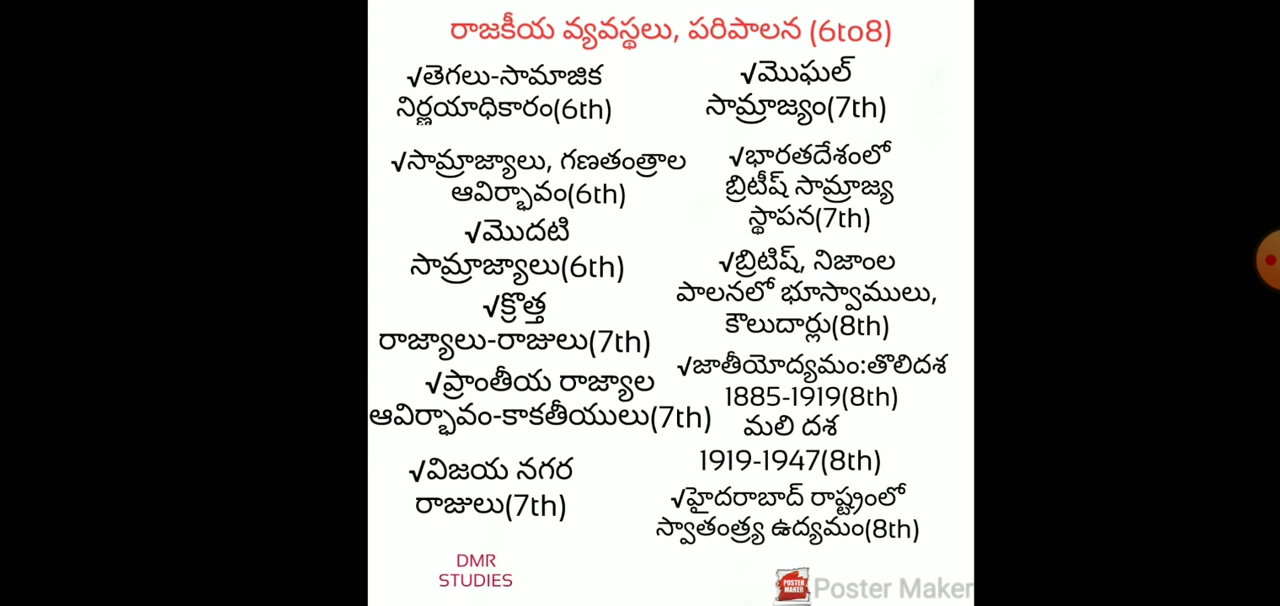 రాజకీయ వ్యవస్థలు, పరిపాలన (6to8)
√తెగలు-సామాజిక
నిర్ణయాధికారం(6th)
√సామ్రాజ్యాలు, గణతంత్రాల
ఆవిర్భావం(6th)
√మొదటి
సామ్రాజ్యాలు(6th)
√క్రొత్త
రాజ్యాలు-రాజులు(7th)
√ప్రాంతీయ రాజ్యాల
ఆవిర్భావం-కాకతీయులు(7th)
√విజయ నగర
రాజులు(7th)
√మొఘల్
సామ్రాజ్యం(7th)
√భారతదేశంలో
బ్రిటీష్ సామ్రాజ్య
స్థాపన(7th)
√బ్రిటిష్, నిజాంల
పాలనలో భూస్వాములు,
కౌలుదార్లు(8th)
√జాతీయోద్యమం:తొలిదశ
1885-1919(8th)
మలి దశ
1919-1947(8th)
√హైదరాబాద్ రాష్ట్రంలో
స్వాతంత్ర్య ఉద్యమం(8th)
DMR
STUDIES
POSTER
MAKER
Poster Maker